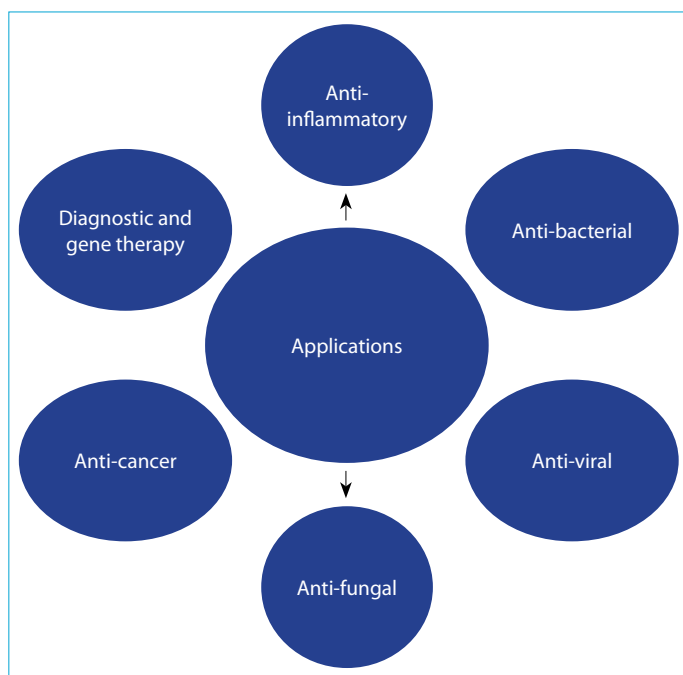 Anti-
inflammatory
Diagnostic and
gene therapy
Anti-bacterial
Applications
Anti-cancer
Anti-viral
Anti-fungal